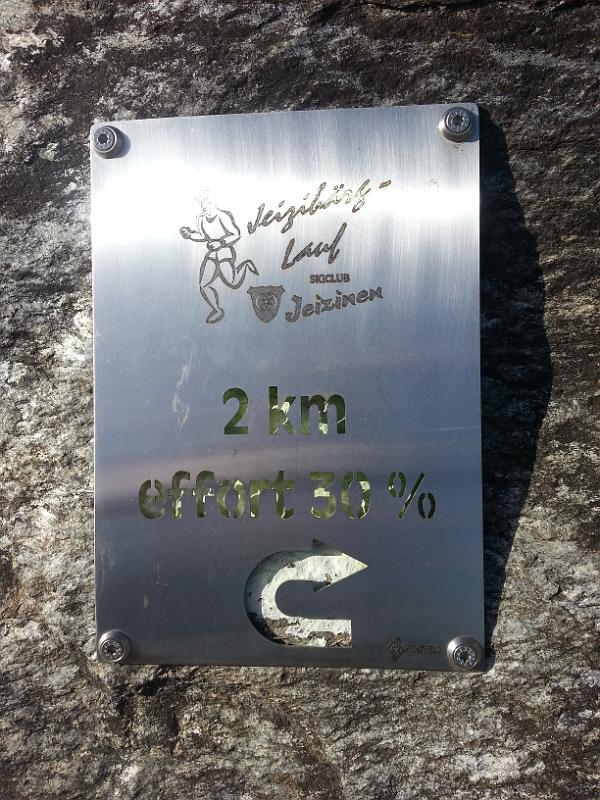 Jeizibärg-
Lauf
SKICLUB
Jeizinen
2 km
effort 30 %